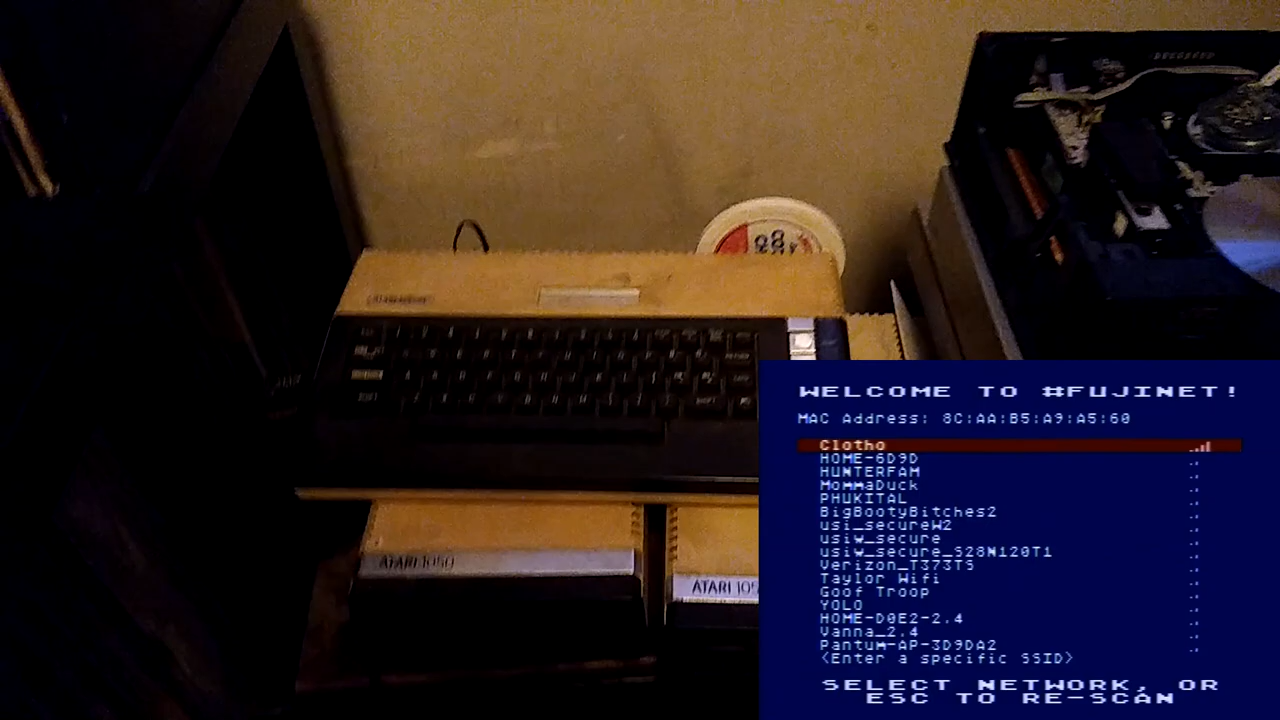 ATARI 1050
ATARI 105
WELCOME TO #FUJINET!
MAC Address: 8C:AA:B5:A9:A5:60
Clotho
HOME-6D9D
HUNTERFAM
MommaDuck
PHUKITAL
BigBootyBitches2
usi_secureW2
usiw_secure
usiw_secure_S28N120T1
Verizon_T373TS
Taylor Wifi
Goof Troop
YOLO
HOME-D0E2-2.4
Vanna_2.4
Pantum-AP-3D9DA2
<Enter a specific SSID>
SELECT NETWORK, OR
ESC TO RE-SCAN